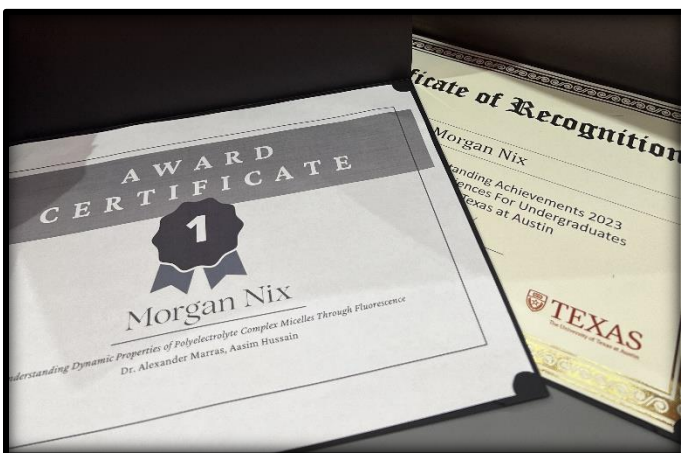 AWARD
CERTIFICATE
1
Morgan Nix
nderstanding Dynamic Properties of Polyelectrolyte Complex Micelles Through Fluorescence
Dr. Alexander Marras, Aasim Hussain
ficate of Recognition
Morgan Nix
tanding Achievements 2023
ences For Undergraduates
Texas at Austin
TEXAS
The University of Texas at Austin